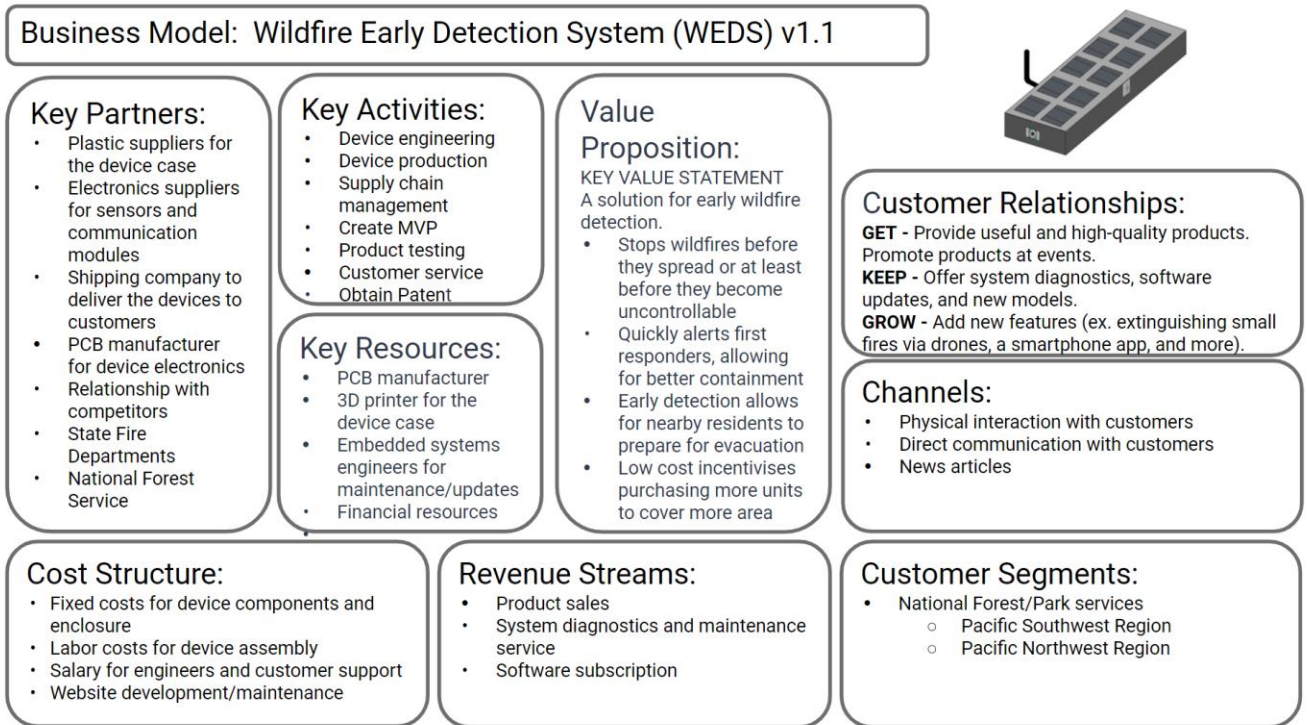 Business Model:  Wildfire Early Detection System (WEDS) v1.1
Key Partners:
• Plastic suppliers for
the device case
• Electronics suppliers
for sensors and
communication
modules
• Shipping company to
deliver the devices to
customers
• PCB manufacturer
for device electronics
• Relationship with
competitors
• State Fire
Departments
• National Forest
Service
Key Activities:
• Device engineering
• Device production
• Supply chain
management
• Create MVP
• Product testing
• Customer service
• Obtain Patent
Key Resources:
• PCB manufacturer
• 3D printer for the
device case
• Embedded systems
engineers for
maintenance/updates
• Financial resources
•
Value
Proposition:
KEY VALUE STATEMENT
A solution for early wildfire
detection.
• Stops wildfires before
they spread or at least
before they become
uncontrollable
• Quickly alerts first
responders, allowing
for better containment
• Early detection allows
for nearby residents to
prepare for evacuation
• Low cost incentivises
purchasing more units
to cover more area
Customer Relationships:
GET - Provide useful and high-quality products.
Promote products at events.
KEEP - Offer system diagnostics, software
updates, and new models.
GROW - Add new features (ex. extinguishing small
fires via drones, a smartphone app, and more).
Channels:
• Physical interaction with customers
• Direct communication with customers
• News articles
Cost Structure:
• Fixed costs for device components and
enclosure
• Labor costs for device assembly
• Salary for engineers and customer support
• Website development/maintenance
Revenue Streams:
• Product sales
• System diagnostics and maintenance
service
• Software subscription
Customer Segments:
• National Forest/Park services
○ Pacific Southwest Region
○ Pacific Northwest Region